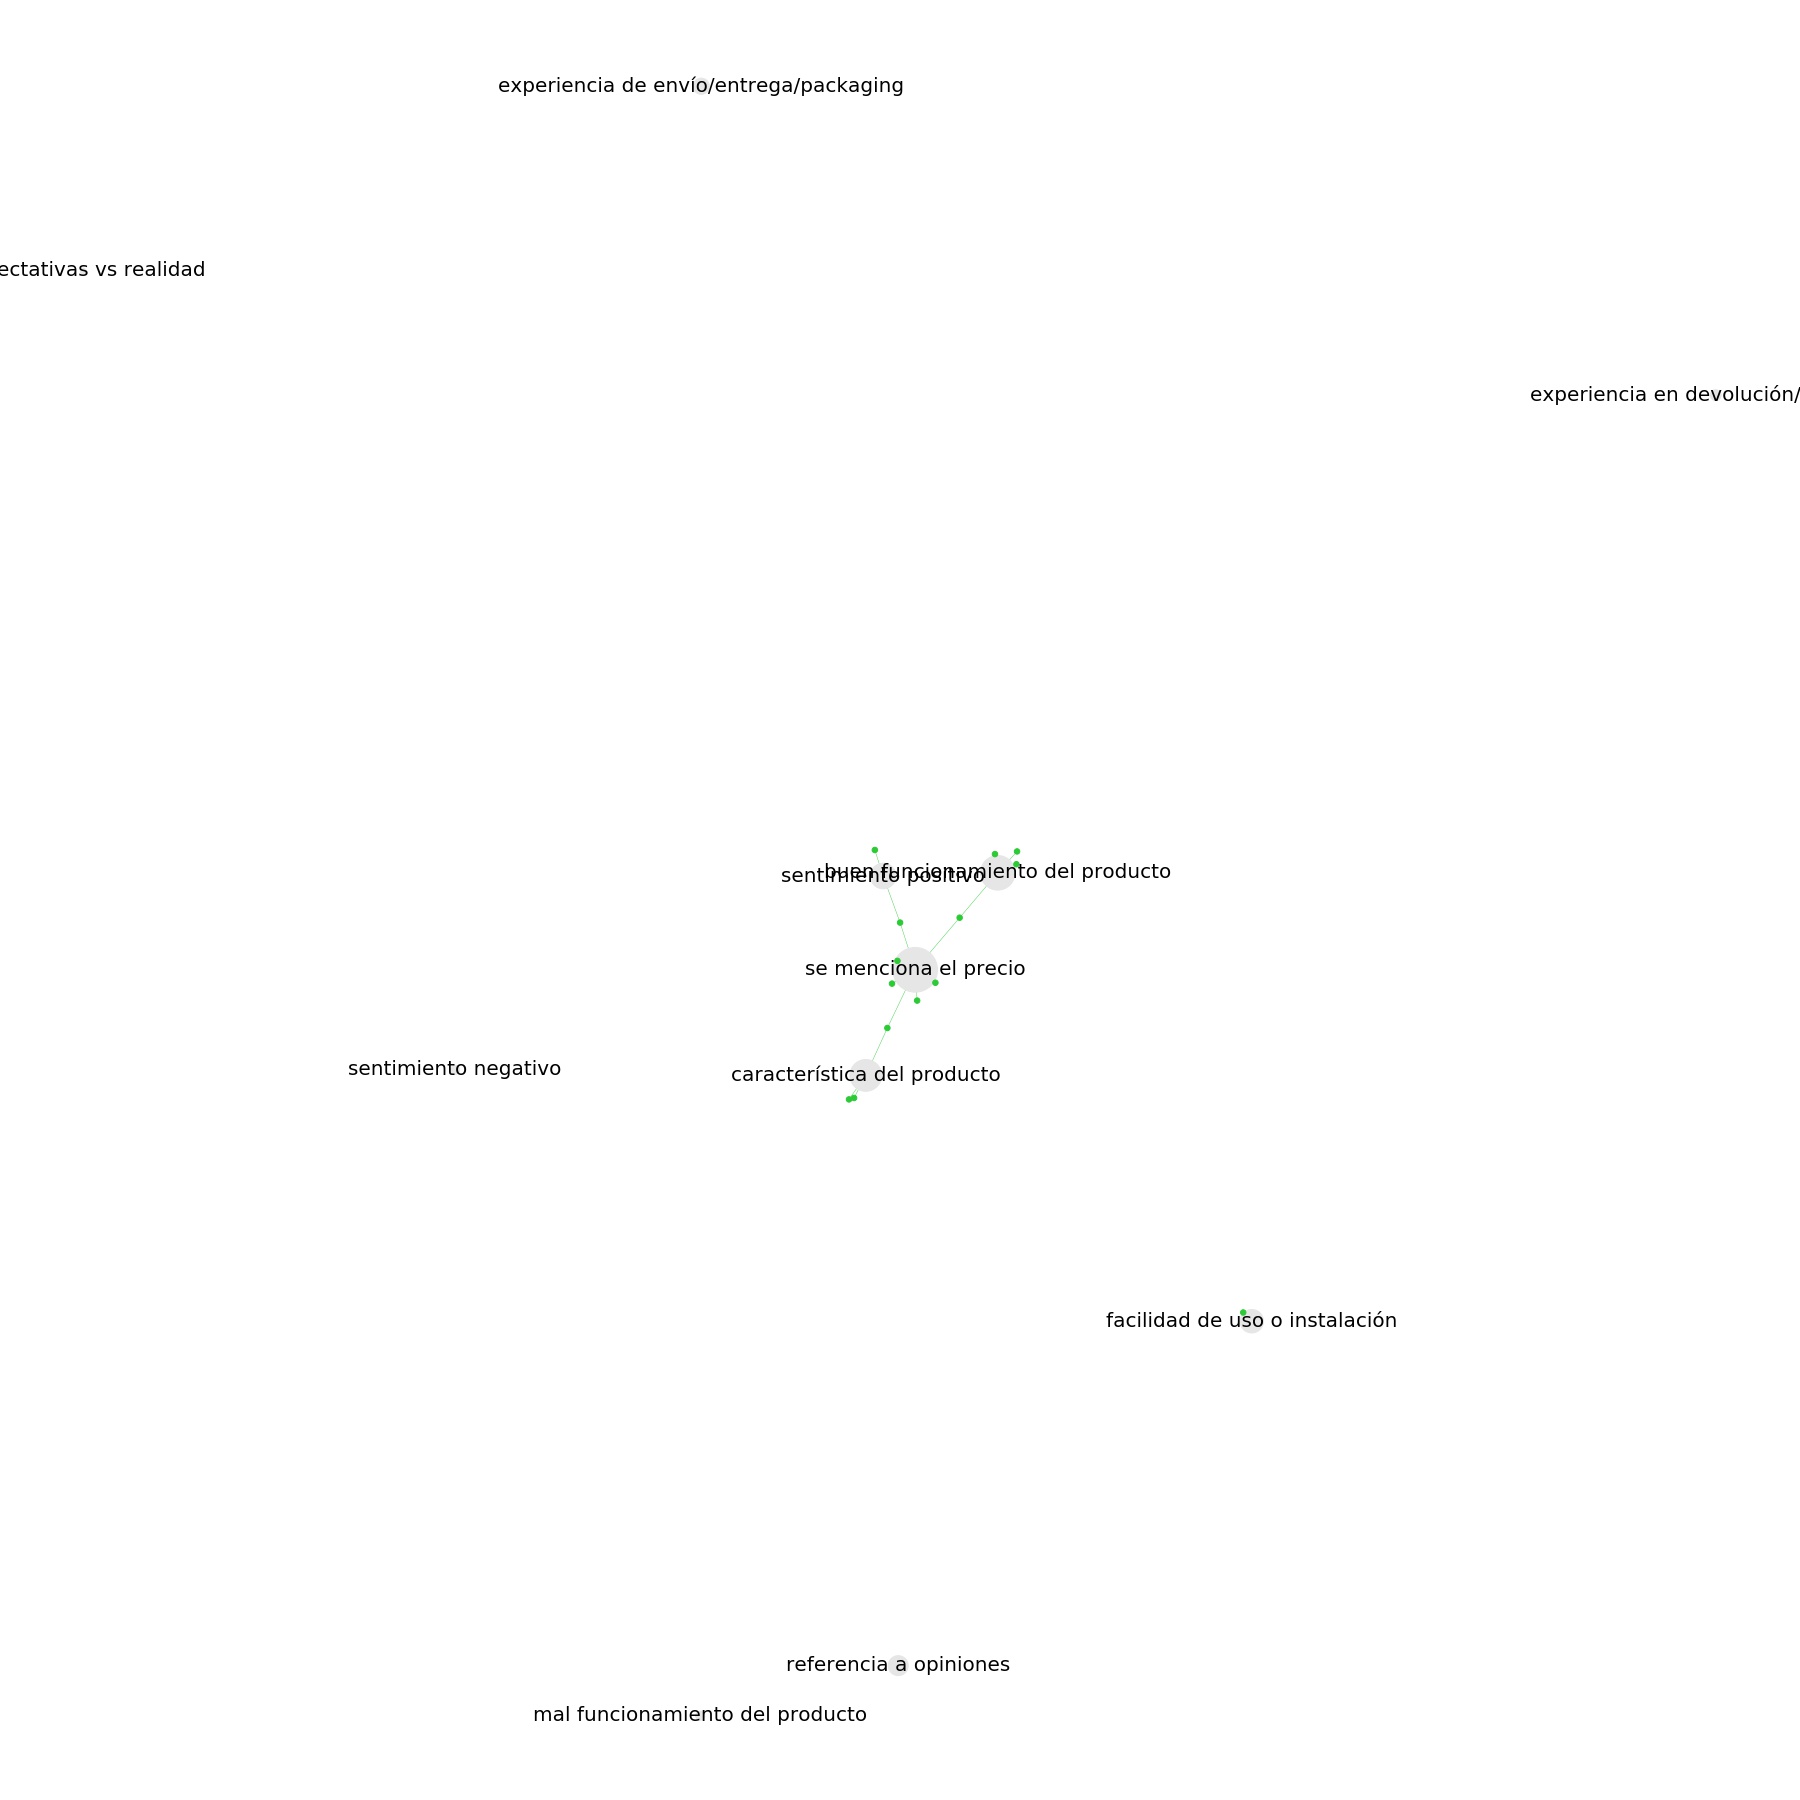 experiencia de envío/entrega/packaging
ectativas vs realidad
experiencia en devolución/
buen funcionamiento del producto
sentimiento positivo
se menciona el precio
sentimiento negativo
característica del producto
facilidad de uso o instalación
referencia a opiniones
mal funcionamiento del producto